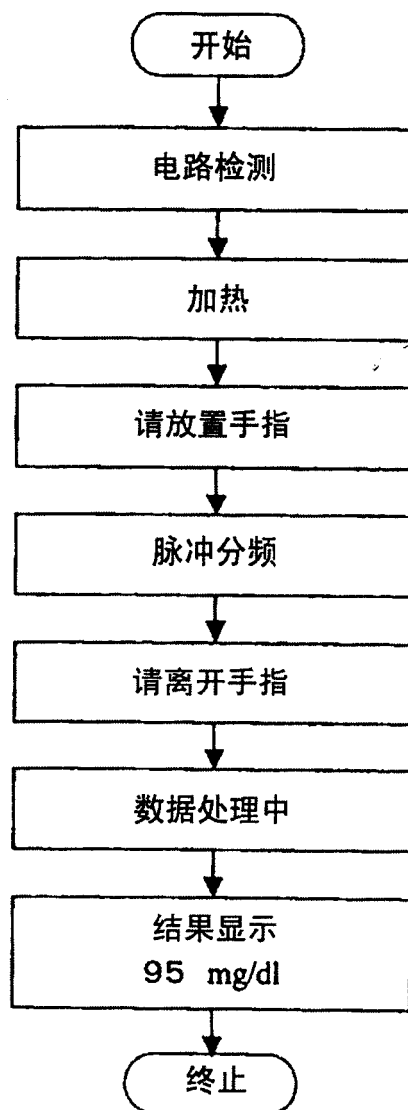 开始
电路检测
加热
请放置手指
脉冲分频
请离开手指
数据处理中
结果显示
95 mg/dl
终止